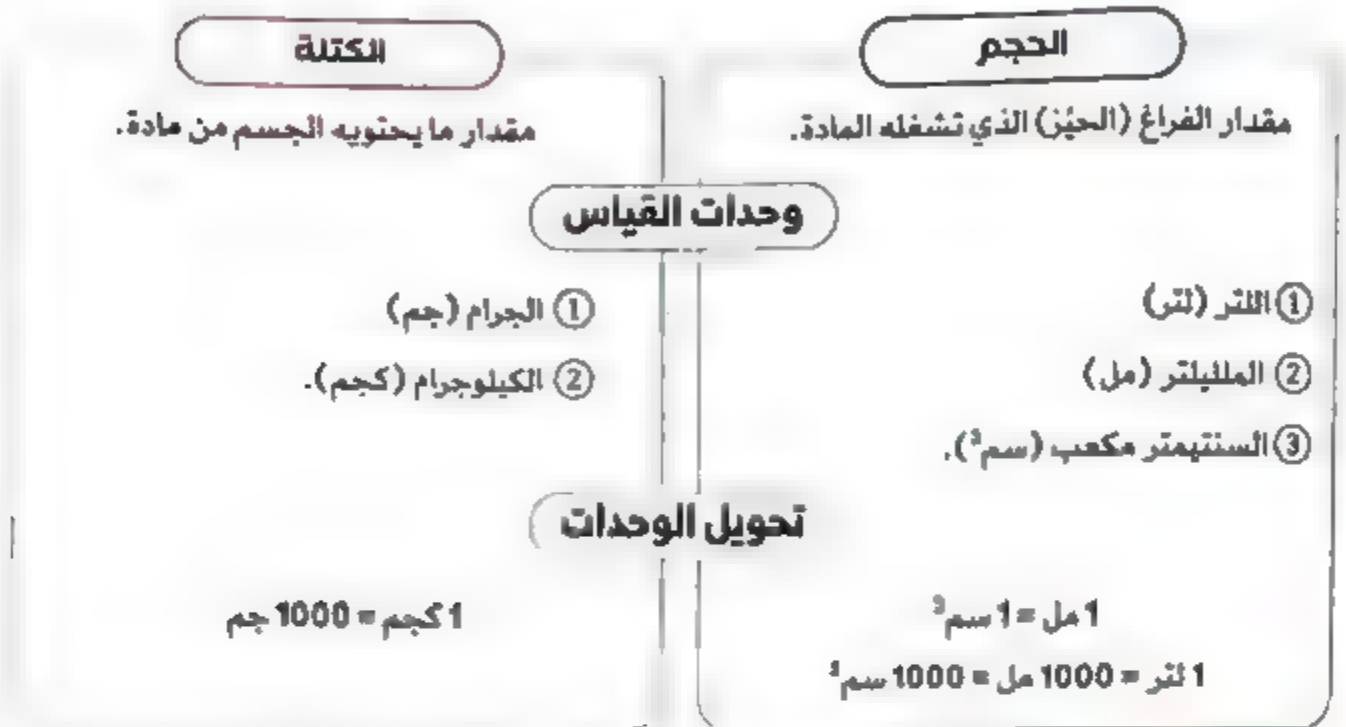 الحجم
مقدار الفراغ (الحيّز) الذي تشغله المادة.
الكتلة
مقدار ما يحتويه الجسم من مادة.
وحدات القياس
① اللتر (لتر)
② المللیلتر (مل)
③ السنتيمتر مكعب (سم³).
① الجرام (جم)
② الكيلوجرام (كجم).
تحويل الوحدات
1 مل = 1 سم³
1 لتر = 1000 مل = 1000 سم³
1 كجم = 1000 جم